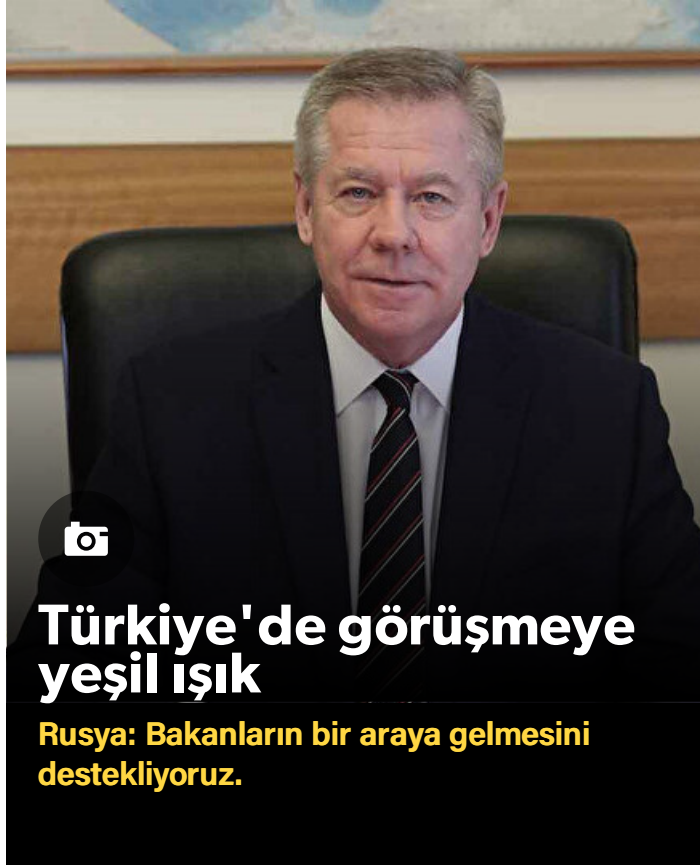 Türkiye'de görüşmeye
yeşil ışık
Rusya: Bakanların bir araya gelmesini
destekliyoruz.